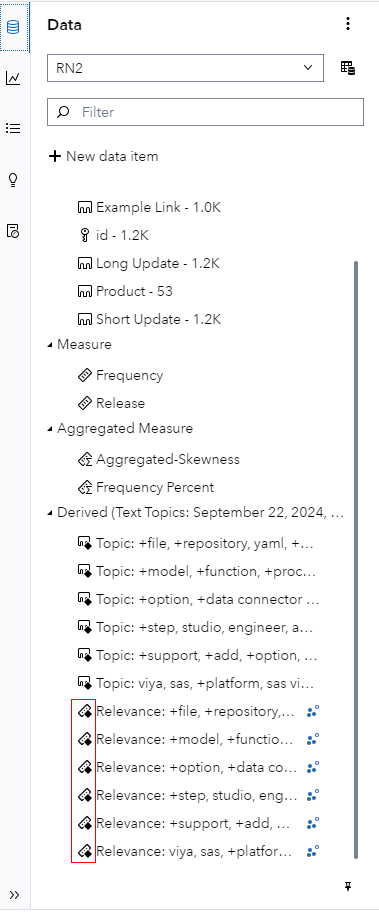 Data
RN2
Filter
New data item
Example Link - 1.0K
id - 1.2K
Long Update - 1.2K
Product - 53
Short Update - 1.2K
Measure
Frequency
Release
Aggregated Measure
Aggregated-Skewness
Frequency Percent
Derived (Text Topics: September 22, 2024, ...
Topic: +file, +repository, yaml, +...
Topic: +model, +function, +proc...
Topic: +option, +data connector ...
Topic: +step, studio, engineer, a...
Topic: +support, +add, +option, ...
Topic: viya, sas, +platform, sas vi...
Relevance: +file, +repository,...
Relevance: +model, +functio...
Relevance: +option, +data co...
Relevance: +step, studio, eng...
Relevance: +support, +add, ...
Relevance: viya, sas, +platfor...